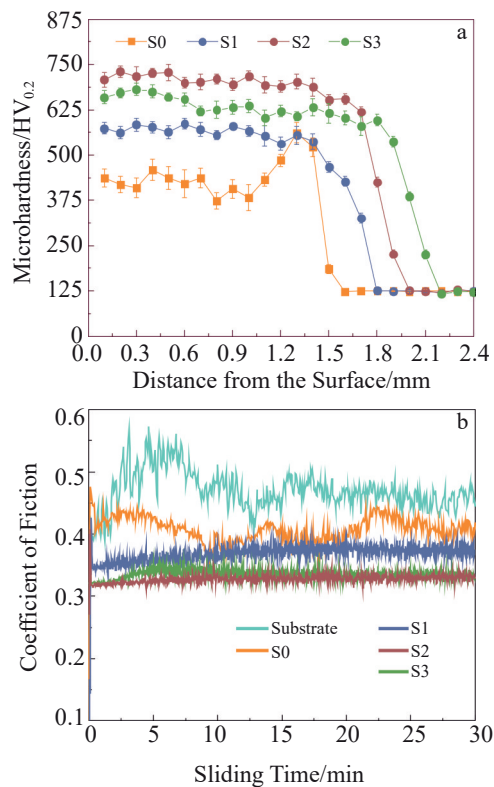 a
S0 S1 S2 S3
Microhardness/HV0.2
750
625
500
375
250
125
0
0.0 0.3 0.6 0.9 1.2 1.5 1.8 2.1 2.4
Distance from the Surface/mm
b
Coefficient of Fiction
0.6
0.5
0.4
0.3
0.2
0.1
Substrate S1
S0 S2
S3
0 5 10 15 20 25 30
Sliding Time/min